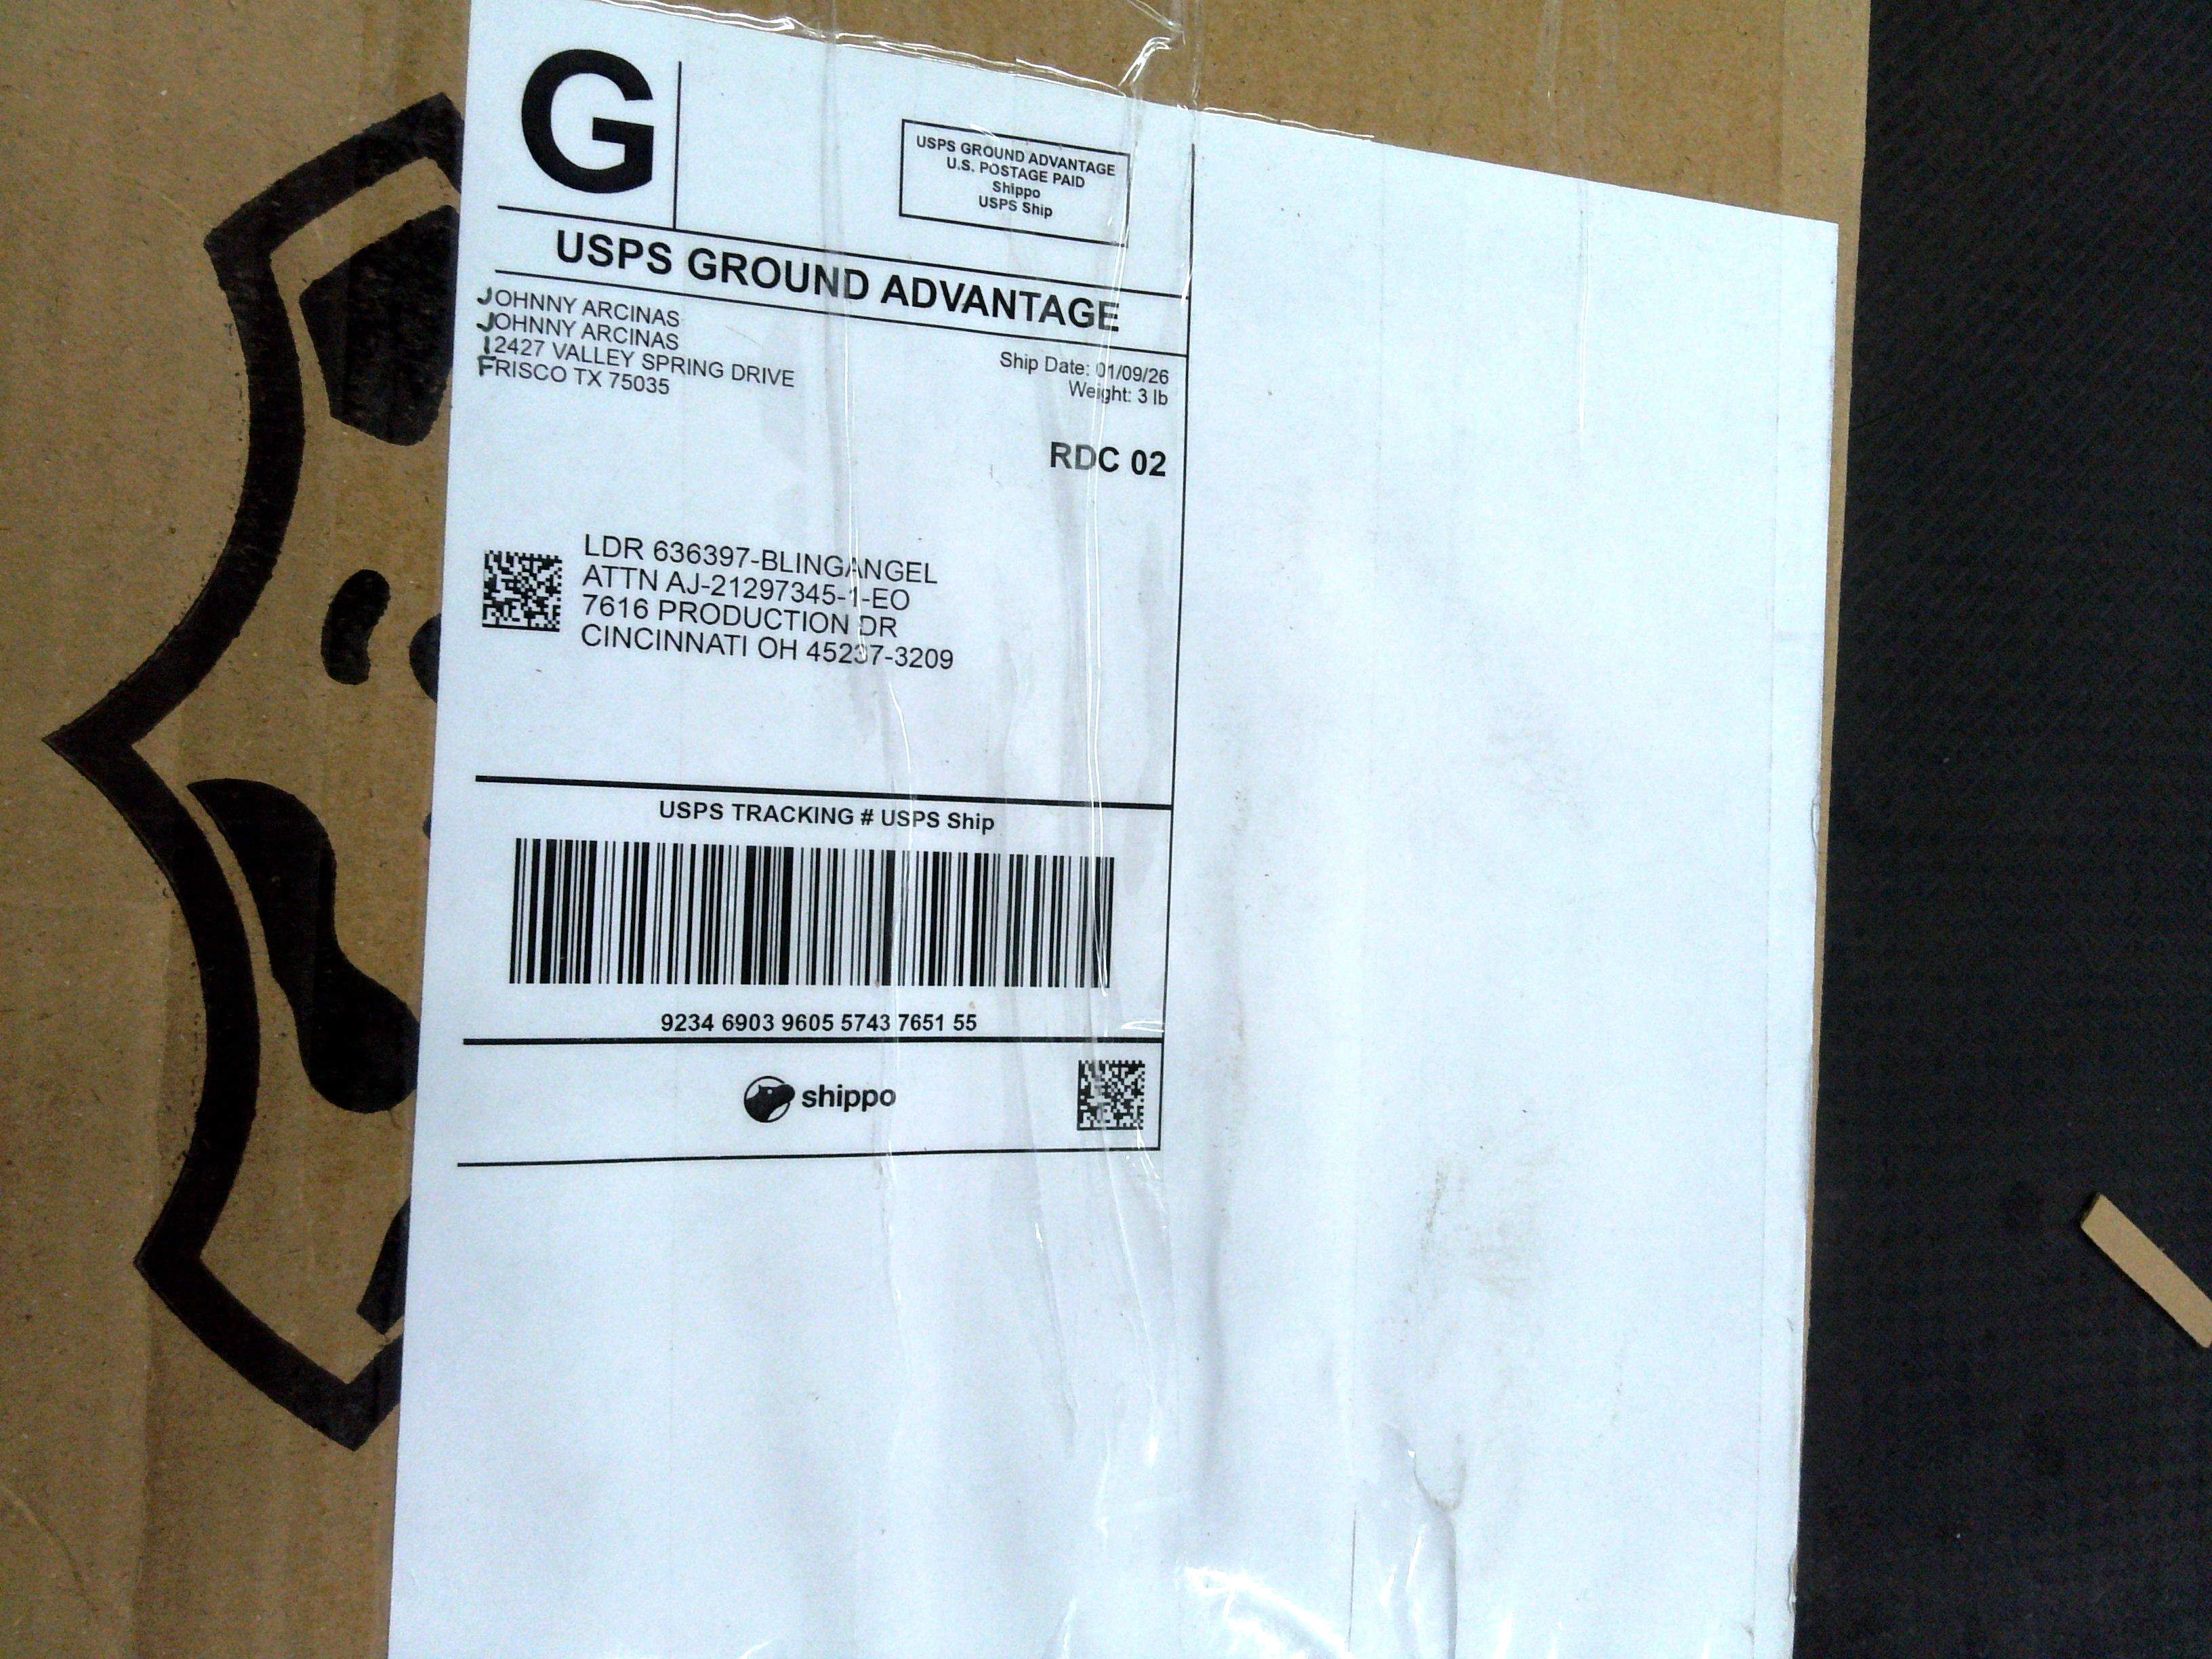 G
USPS GROUND ADVANTAGE
U.S. POSTAGE PAID
Shippo
USPS Ship
USPS GROUND ADVANTAGE
JOHNNY ARCINAS
JOHNNY ARCINAS
12427 VALLEY SPRING DRIVE
FRISCO TX 75035
Ship Date: 01/09/26
Weight: 3 lb
RDC 02
LDR 636397-BLINGANGEL
ATTN AJ-21297345-1-EO
7616 PRODUCTION DR
CINCINNATI OH 45237-3209
USPS TRACKING # USPS Ship
9234 6903 9605 5743 7651 55
shippo